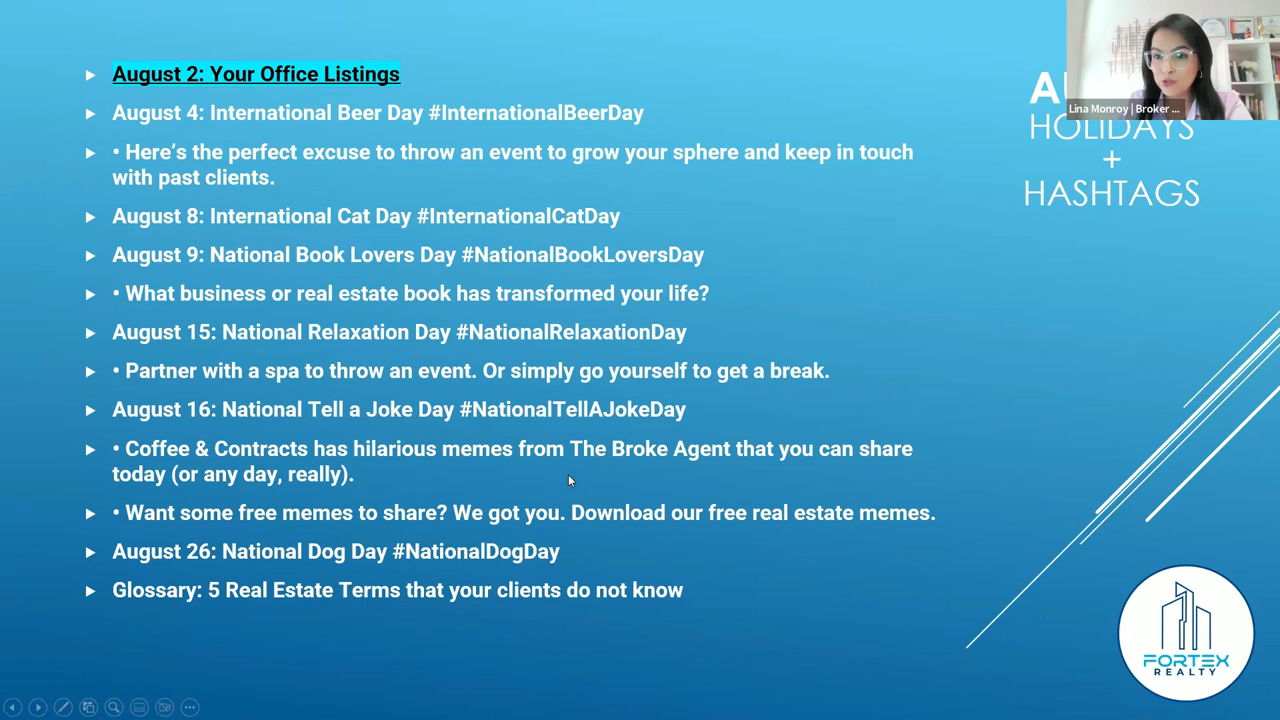 August 2: Your Office Listings
August 4: International Beer Day #InternationalBeerDay
• Here's the perfect excuse to throw an event to grow your sphere and keep in touch
with past clients.
August 8: International Cat Day #InternationalCatDay
August 9: National Book Lovers Day #NationalBookLoversDay
• What business or real estate book has transformed your life?
August 15: National Relaxation Day #NationalRelaxationDay
• Partner with a spa to throw an event. Or simply go yourself to get a break.
August 16: National Tell a Joke Day #NationalTellAJokeDay
• Coffee & Contracts has hilarious memes from The Broke Agent that you can share
today (or any day, really).
• Want some free memes to share? We got you. Download our free real estate memes.
August 26: National Dog Day #NationalDogDay
Glossary: 5 Real Estate Terms that your clients do not know
Lina Monroy | Broker ...
HOLIDAYS
+
HASHTAGS
FORTEX
REALTY